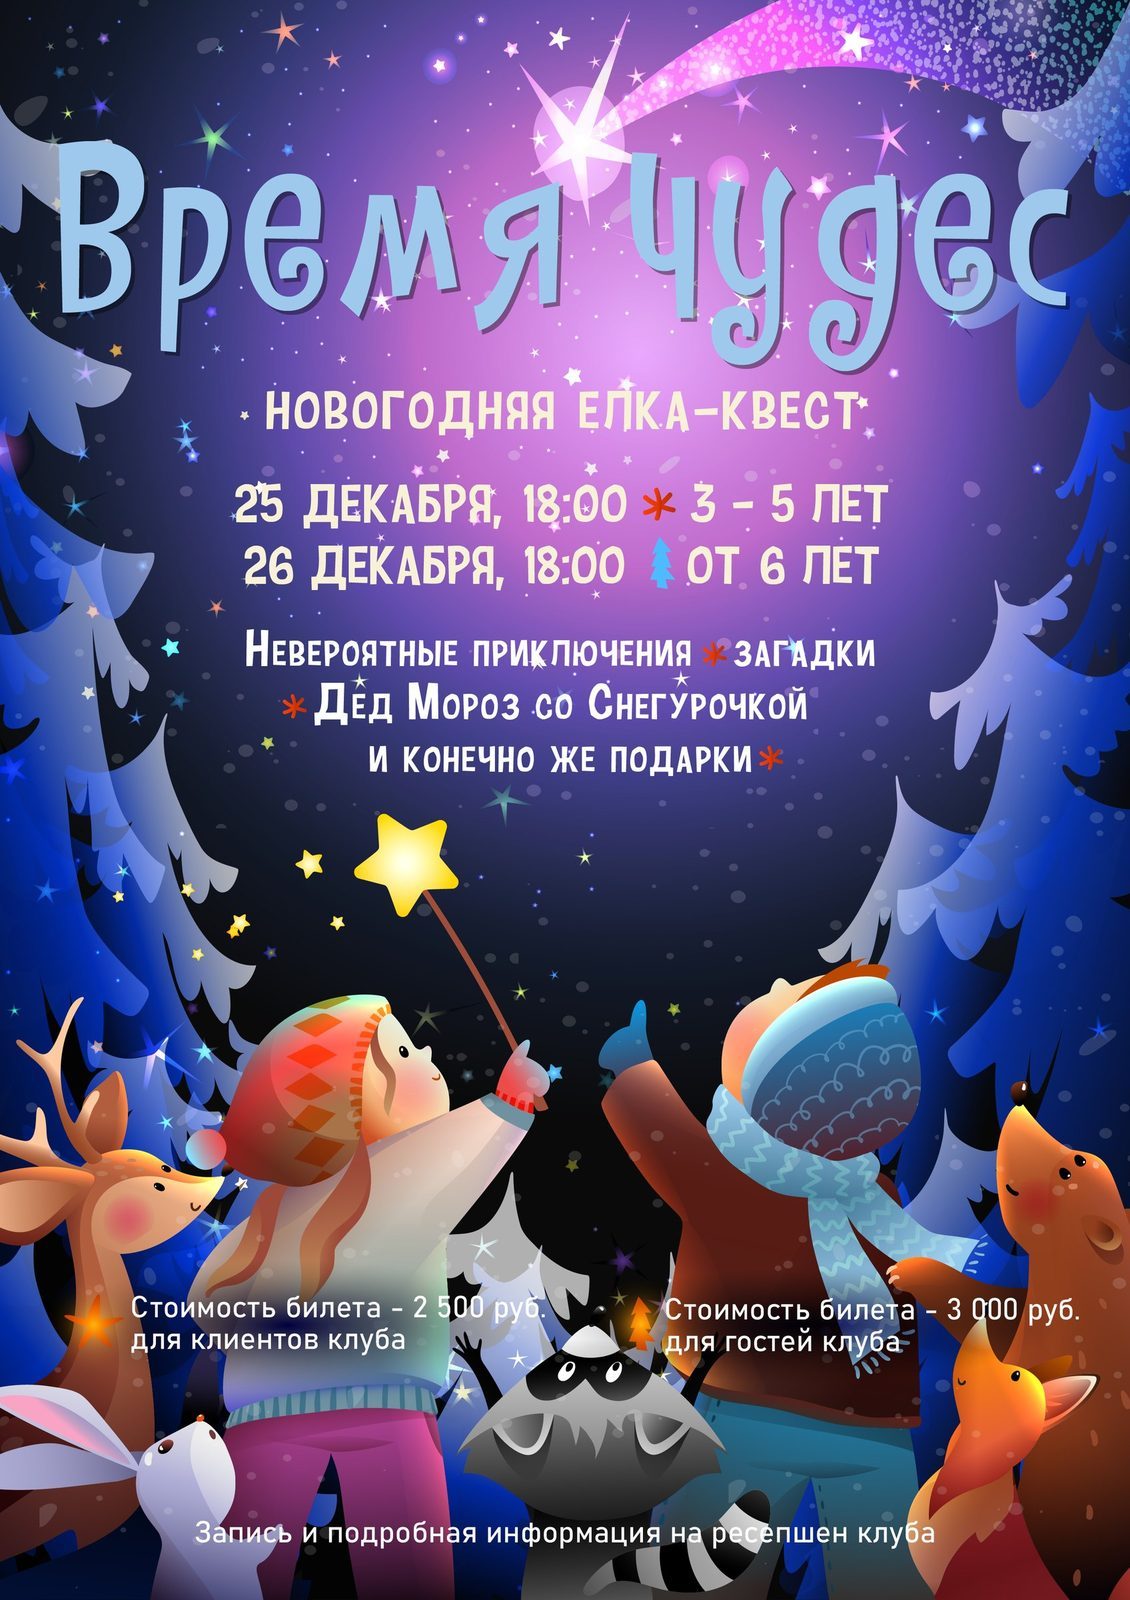 Время чудес
НОВОГОДНЯЯ ЕЛКА-КВЕСТ
25 ДЕКАБРЯ, 18:00 * 3 - 5 ЛЕТ
26 ДЕКАБРЯ, 18:00 ОТ 6 ЛЕТ
Невероятные приключения * загадки
* Дед Мороз со Снегурочкой
и конечно же подарки *
Стоимость билета - 2 500 руб.
для клиентов клуба
Стоимость билета - 3 000 руб.
для гостей клуба
Запись и подробная информация на ресепшен клуба